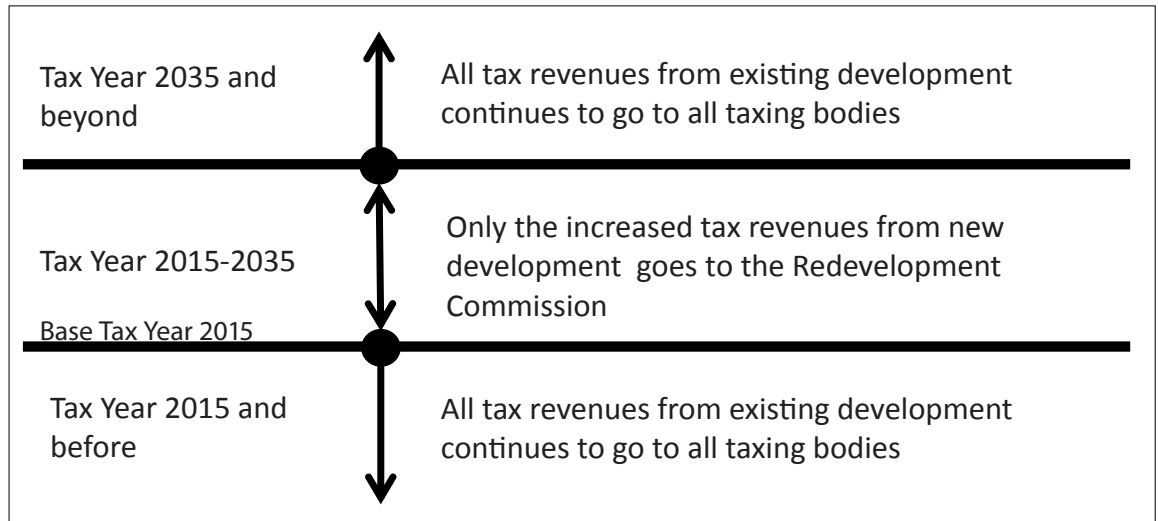 Tax Year 2035 and
beyond
All tax revenues from existing development
continues to go to all taxing bodies
Tax Year 2015-2035
Only the increased tax revenues from new
development goes to the Redevelopment
Commission
Base Tax Year 2015
Tax Year 2015 and
before
All tax revenues from existing development
continues to go to all taxing bodies